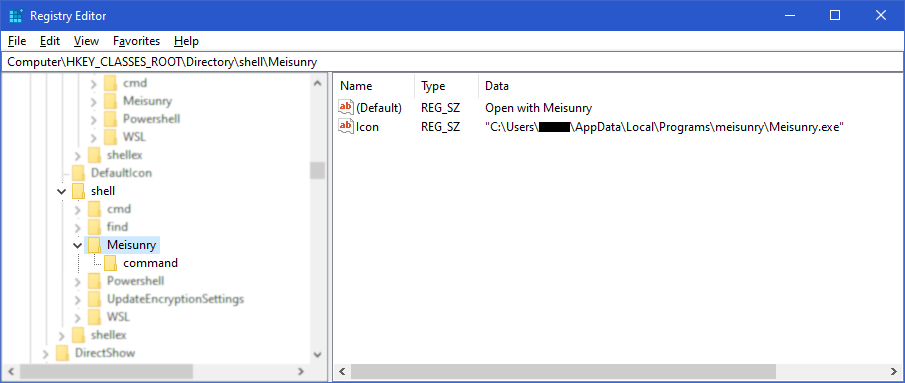 Registry Editor
File Edit View Favorites Help
Computer\HKEY_CLASSES_ROOT\Directory\shell\Meisunry
cmd
Meisunry
Powershell
WSL
shellex
DefaultIcon
shell
cmd
find
Meisunry
command
Powershell
UpdateEncryptionSettings
WSL
shellex
DirectShow
Name Type Data
ab (Default) REG_SZ Open with Meisunry
ab Icon REG_SZ "C:\Users\ \AppData\Local\Programs\meisunry\Meisunry.exe"